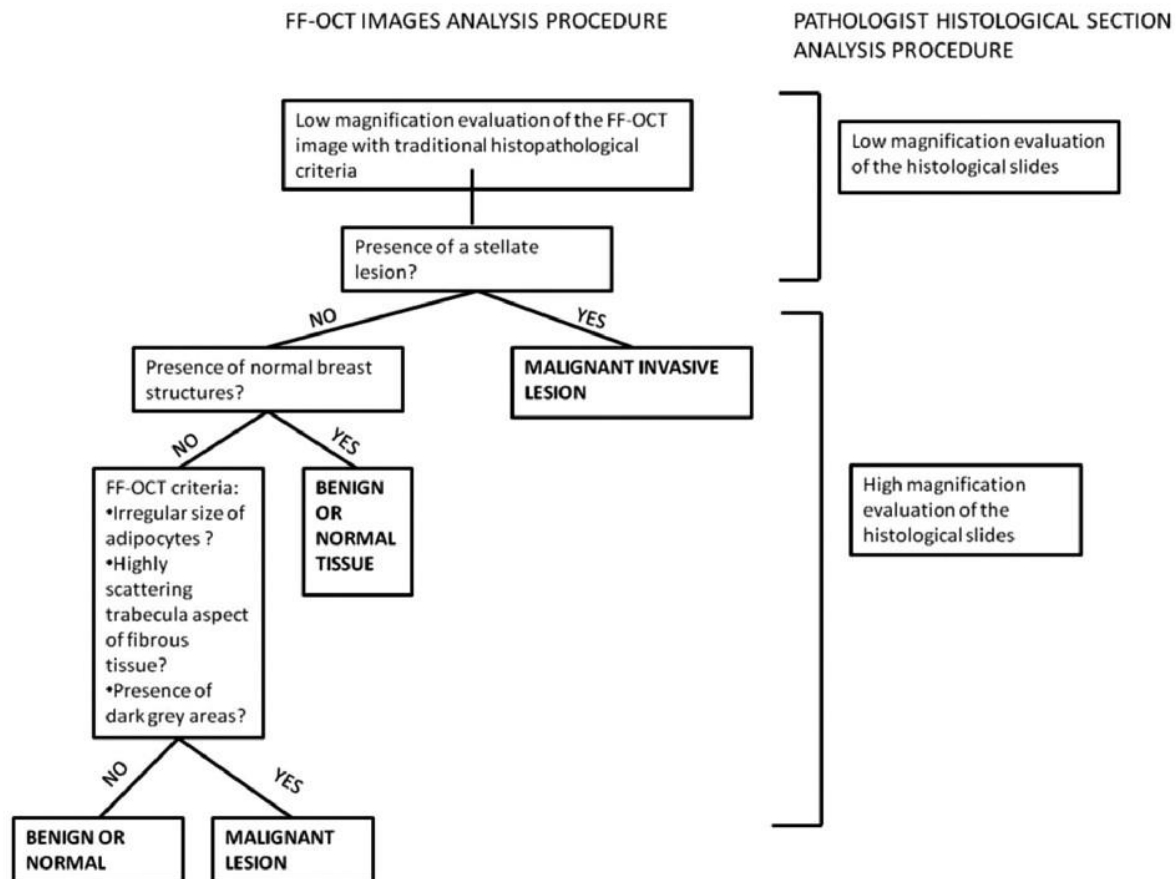 FF-OCT IMAGES ANALYSIS PROCEDURE
PATHOLOGIST HISTOLOGICAL SECTION
ANALYSIS PROCEDURE
Low magnification evaluation of the FF-OCT
image with traditional histopathological
criteria
Low magnification evaluation
of the histological slides
Presence of a stellate
lesion?
NO
YES
Presence of normal breast
structures?
MALIGNANT INVASIVE
LESION
NO
YES
FF-OCT criteria:
•Irregular size of
adipocytes ?
•Highly
scattering
trabecula aspect
of fibrous
tissue?
•Presence of
dark grey areas?
BENIGN
OR
NORMAL
TISSUE
High magnification
evaluation of the
histological slides
NO
YES
BENIGN OR
NORMAL
MALIGNANT
LESION